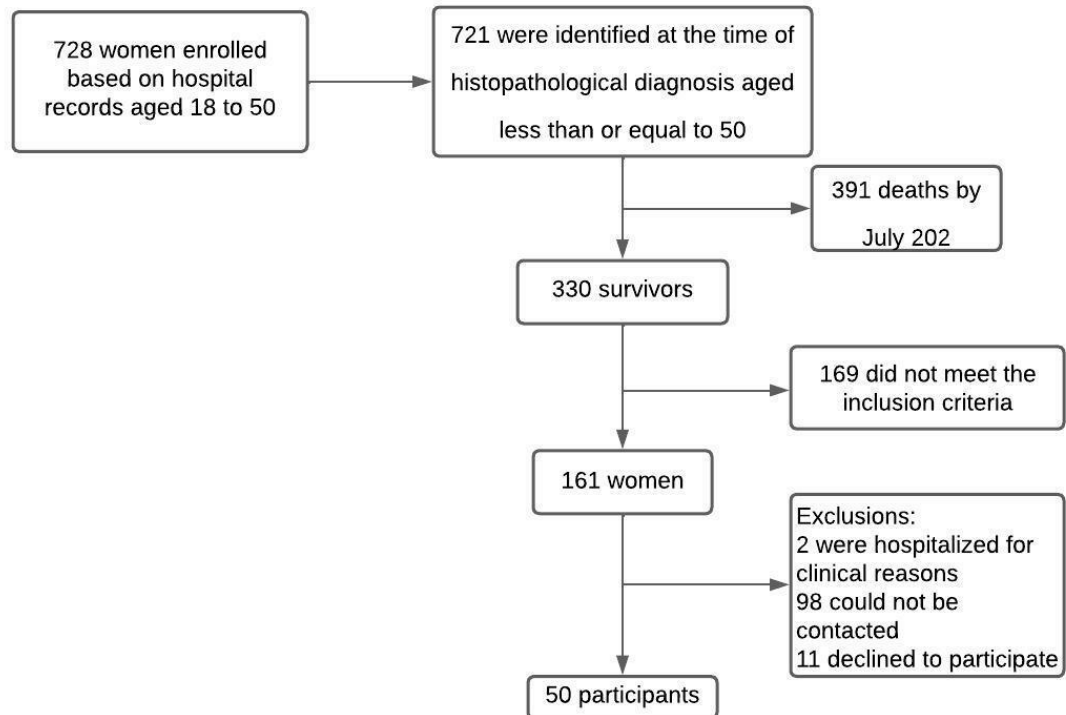 728 women enrolled
based on hospital
records aged 18 to 50
721 were identified at the time of
histopathological diagnosis aged
less than or equal to 50
391 deaths by
July 202
330 survivors
169 did not meet the
inclusion criteria
161 women
Exclusions:
2 were hospitalized for
clinical reasons
98 could not be
contacted
11 declined to participate
50 participants